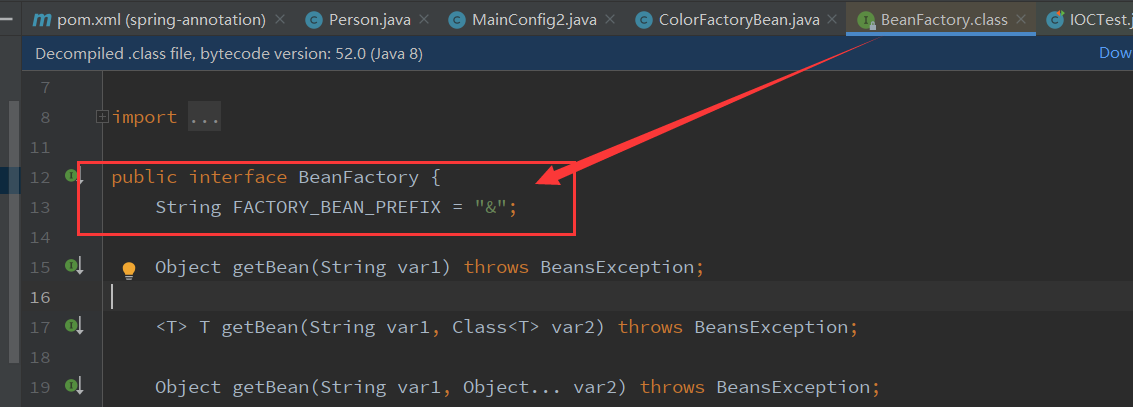 pom.xml (spring-annotation) Person.java MainConfig2.java ColorFactoryBean.java BeanFactory.class IOCTest.j
Decompiled .class file, bytecode version: 52.0 (Java 8) Dow
7
8 import ...
11
12 public interface BeanFactory {
13 String FACTORY_BEAN_PREFIX = "&";
14
15 Object getBean(String var1) throws BeansException;
16
17 <T> T getBean(String var1, Class<T> var2) throws BeansException;
18
19 Object getBean(String var1, Object... var2) throws BeansException;